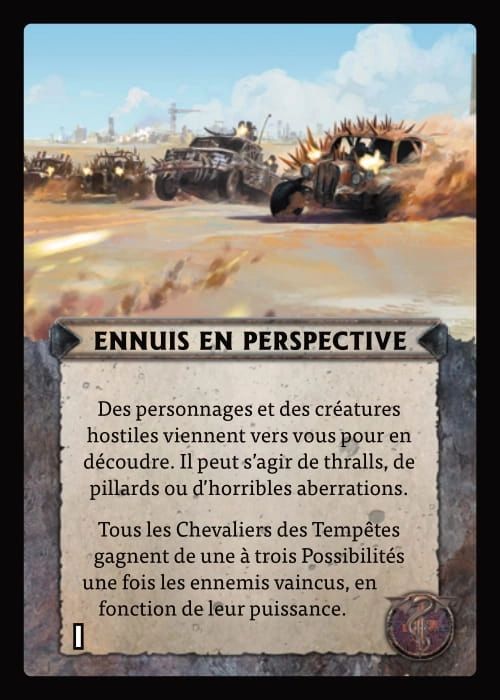 ENNUIS EN PERSPECTIVE
Des personnages et des créatures
hostiles viennent vers vous pour en
découdre. Il peut s'agir de thralls, de
pillards ou d'horribles aberrations.
Tous les Chevaliers des Tempêtes
gagnent de une à trois Possibilités
une fois les ennemis vaincus, en
fonction de leur puissance.